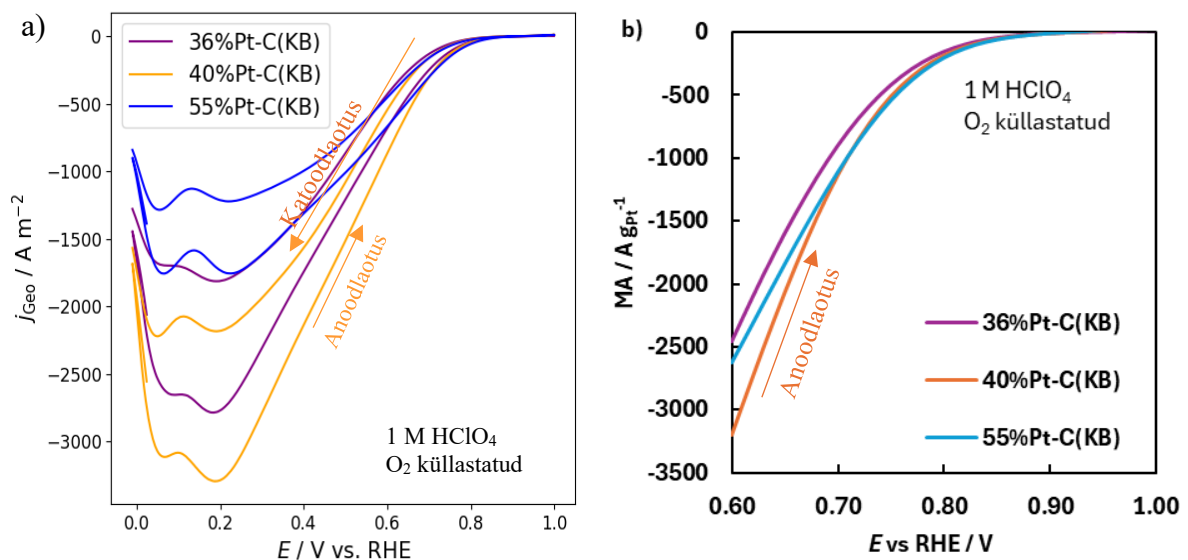 a)
36%Pt-C(KB)
40%Pt-C(KB)
55%Pt-C(KB)
Katoodlaotus
Anoodlaotus
1 M HClO₄
O₂ küllastatud
0
−500
−1000
−1500
−2000
−2500
−3000
j_Geo / A m⁻²
0.0 0.2 0.4 0.6 0.8 1.0
E / V vs. RHE
b)
1 M HClO₄
O₂ küllastatud
Anoodlaotus
36%Pt-C(KB)
40%Pt-C(KB)
55%Pt-C(KB)
0
-500
-1000
-1500
-2000
-2500
-3000
-3500
MA / A g_Pt⁻¹
0.60 0.70 0.80 0.90 1.00
E vs RHE / V